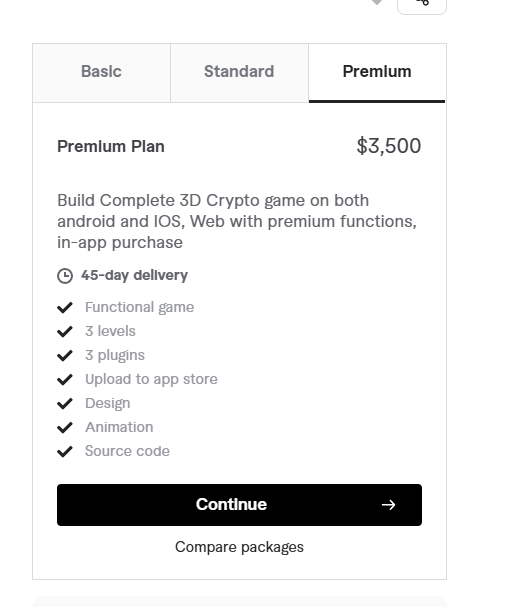 Basic
Standard
Premium
Premium Plan
$3,500
Build Complete 3D Crypto game on both
android and IOS, Web with premium functions,
in-app purchase
45-day delivery
Functional game
3 levels
3 plugins
Upload to app store
Design
Animation
Source code
Continue
Compare packages